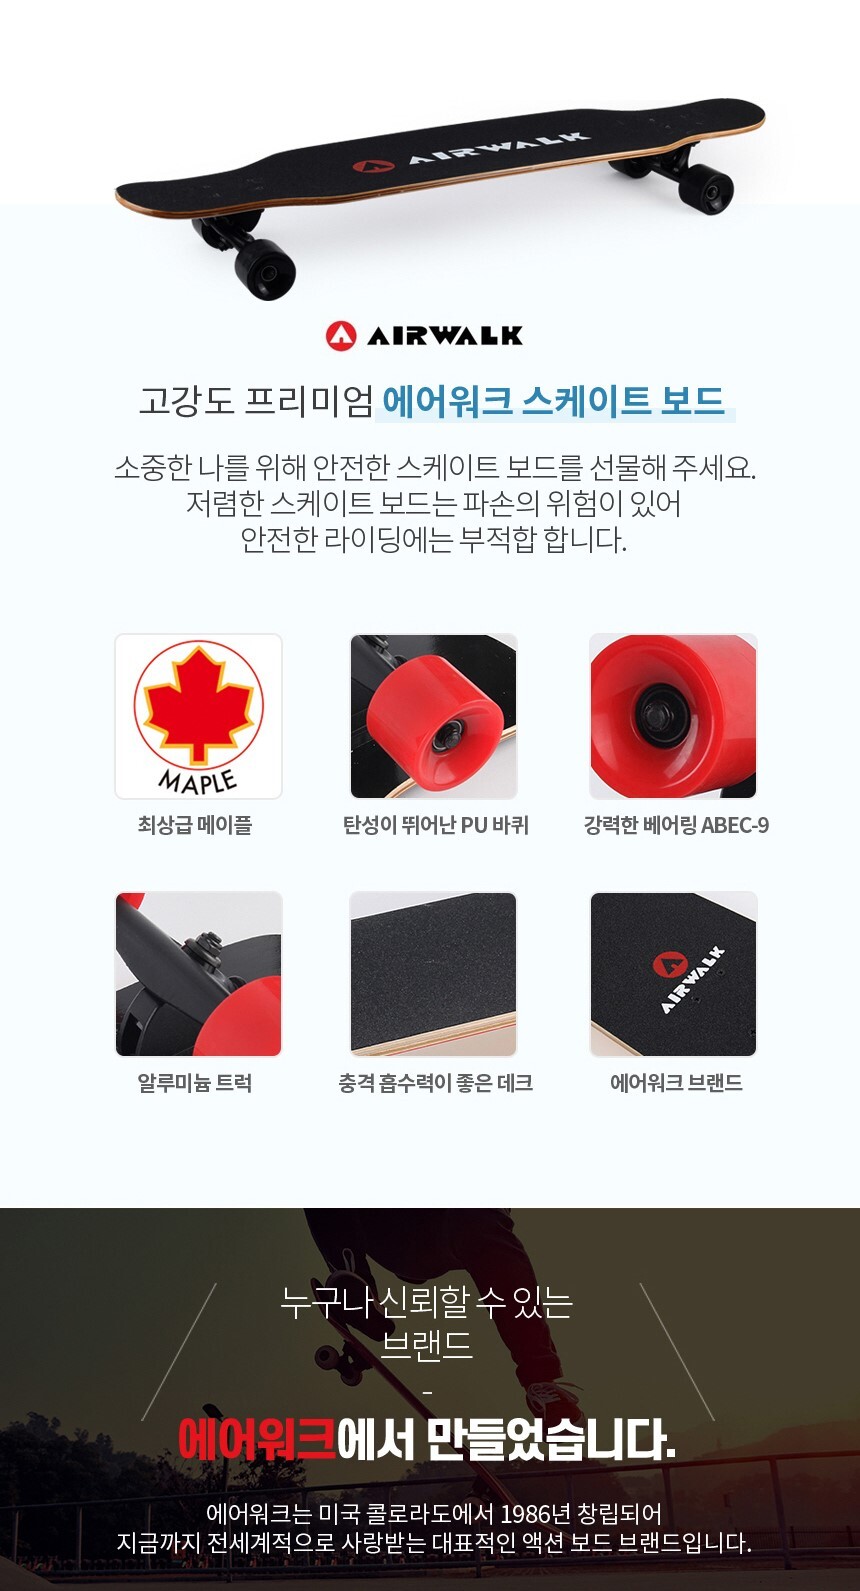 AIRWALK
AIRWALK
고강도 프리미엄 에어워크 스케이트 보드
소중한 나를 위해 안전한 스케이트 보드를 선물해 주세요.
저렴한 스케이트 보드는 파손의 위험이 있어
안전한 라이딩에는 부적합 합니다.
MAPLE
최상급 메이플
탄성이 뛰어난 PU 바퀴
강력한 베어링 ABEC-9
AIRWALK
알루미늄 트럭
충격 흡수력이 좋은 데크
에어워크 브랜드
누구나 신뢰할 수 있는
브랜드
-
에어워크에서 만들었습니다.
에어워크는 미국 콜로라도에서 1986년 창립되어
지금까지 전세계적으로 사랑받는 대표적인 액션 보드 브랜드입니다.